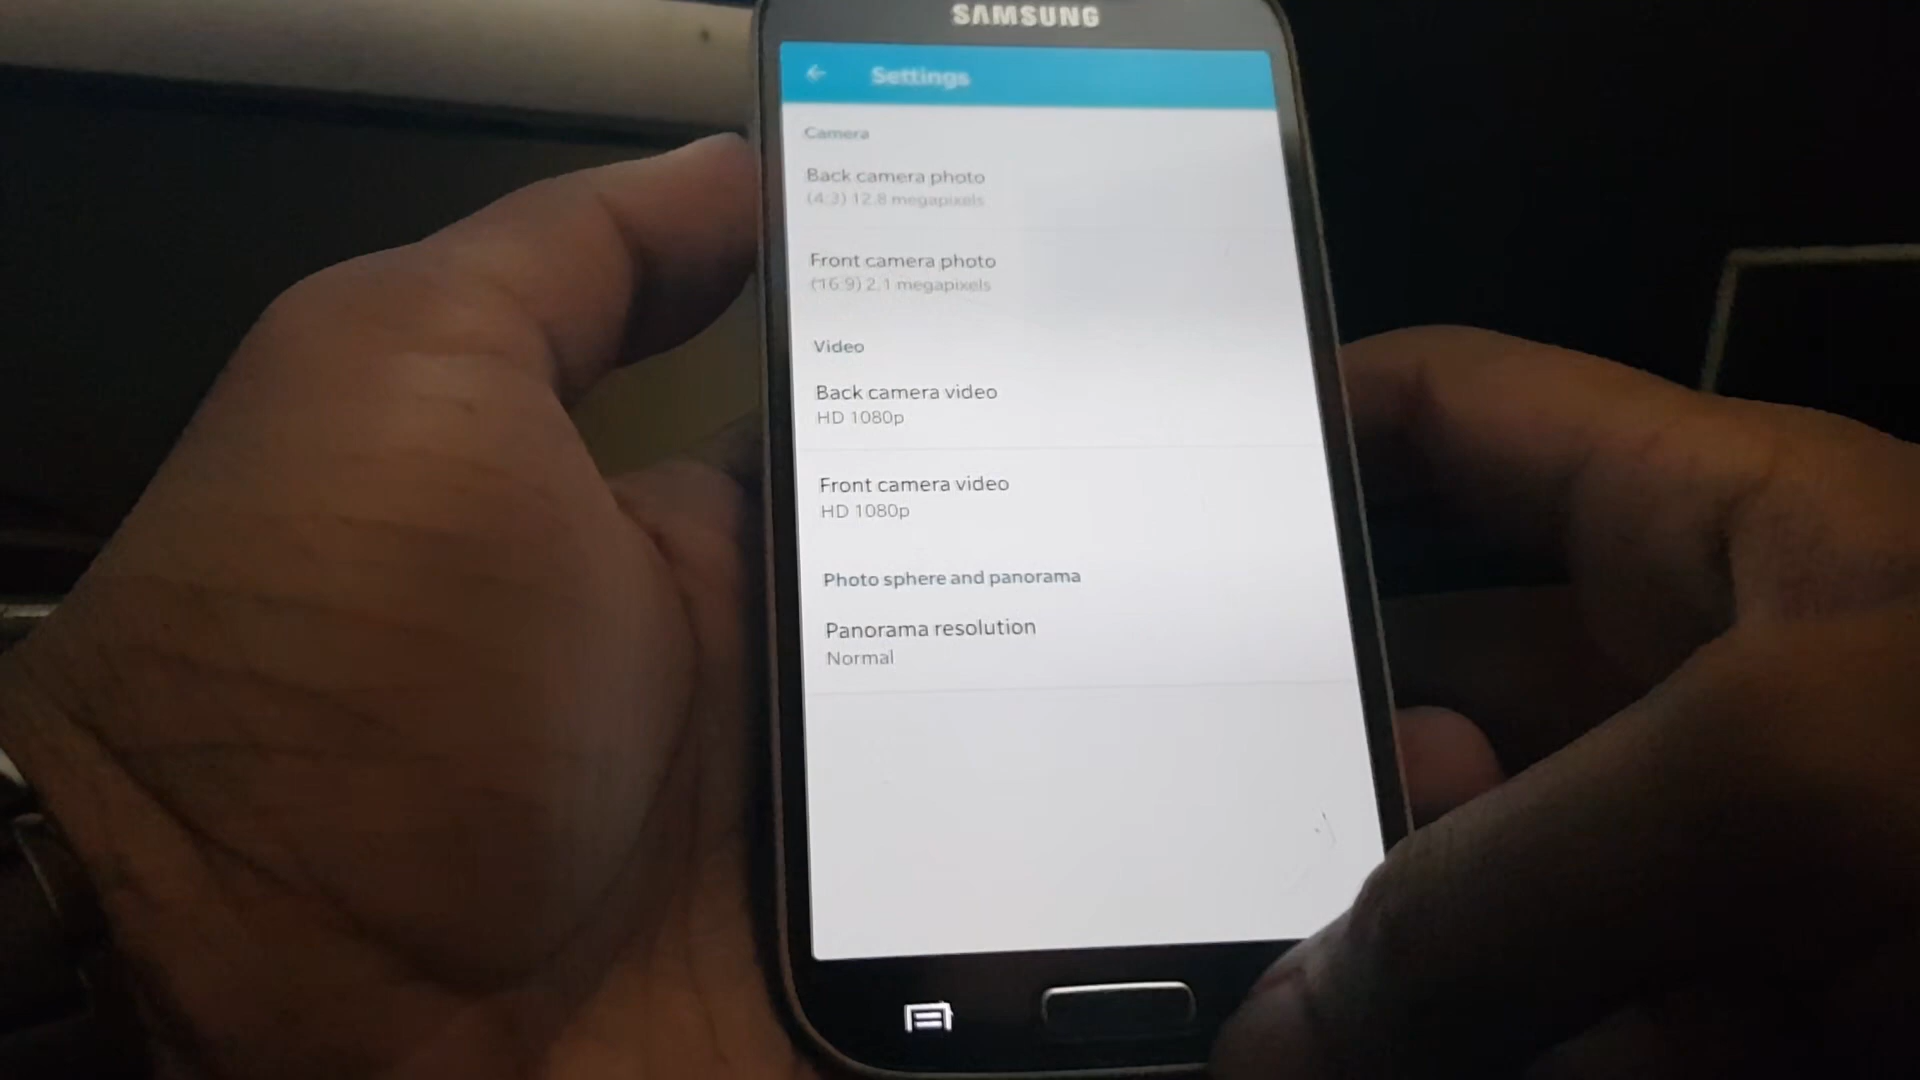 SAMSUNG
Settings
Camera
Back camera photo
(4:3) 12.8 megapixels
Front camera photo
(16:9) 2.1 megapixels
Video
Back camera video
HD 1080p
Front camera video
HD 1080p
Photo sphere and panorama
Panorama resolution
Normal